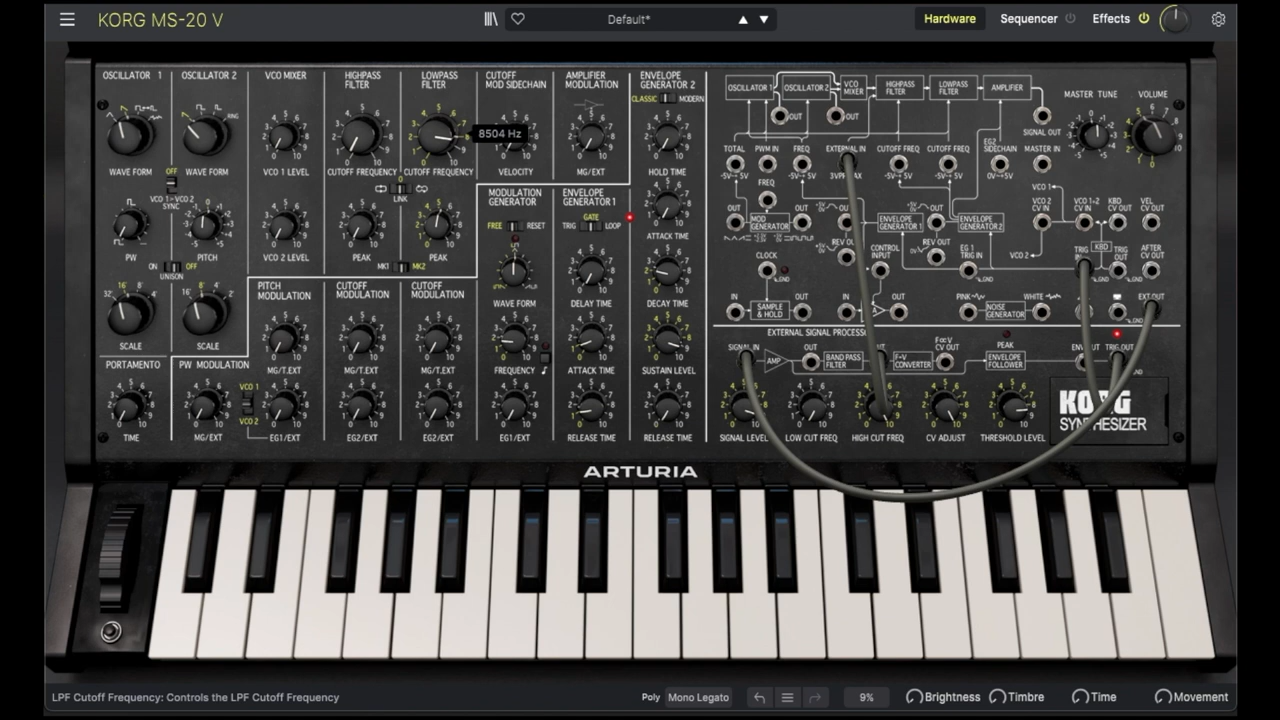 KORG MS-20 V
Default*
Hardware
Sequencer
Effects
OSCILLATOR 1
OSCILLATOR 2
VCO MIXER
HIGHPASS FILTER
LOWPASS FILTER
CUTOFF MOD SIDECHAIN
AMPLIFIER MODULATION
ENVELOPE GENERATOR 2
CLASSIC MODERN
8504 Hz
WAVE FORM
WAVE FORM
VCO 1 LEVEL
CUTOFF FREQUENCY
CUTOFF FREQUENCY
VELOCITY
MG/EXT
HOLD TIME
OFF
VCO 1>VCO 2 SYNC
0
LINK
MODULATION GENERATOR
ENVELOPE GENERATOR 1
FREE RESET
GATE
TRIG LOOP
ATTACK TIME
PW
PITCH
VCO 2 LEVEL
PEAK
PEAK
ON OFF
UNISON
MK1 MK2
PITCH MODULATION
CUTOFF MODULATION
CUTOFF MODULATION
WAVE FORM
DELAY TIME
DECAY TIME
SCALE
SCALE
PORTAMENTO
PW MODULATION
MG/T.EXT
MG/T.EXT
MG/T.EXT
FREQUENCY
ATTACK TIME
SUSTAIN LEVEL
VCO 1
VCO 2
TIME
MG/EXT
EG1/EXT
EG2/EXT
EG2/EXT
EG1/EXT
RELEASE TIME
RELEASE TIME
OSCILLATOR 1
OSCILLATOR 2
VCO MIXER
HIGHPASS FILTER
LOWPASS FILTER
AMPLIFIER
MASTER TUNE
VOLUME
OUT
OUT
SIGNAL OUT
TOTAL
PWM IN
FREQ
EXTERNAL IN
CUTOFF FREQ
CUTOFF FREQ
EG2 SIDECHAIN
MASTER IN
-5V~5V
-5V~5V
-5V~5V
-5V~5V
0V~5V
FREQ
VCO 1
OUT
MOD GENERATOR
OUT
ENVELOPE GENERATOR 1
OUT
ENVELOPE GENERATOR 2
VCO 2 CV IN
VCO 1+2 CV IN
KBD CV OUT
VEL CV OUT
REV OUT
CONTROL INPUT
REV OUT
EG 1 TRIG IN
VCO 2
TRIG IN
KBD
TRIG OUT
AFTER CV OUT
CLOCK
IN
SAMPLE & HOLD
OUT
IN
OUT
PINK
NOISE GENERATOR
WHITE
EXT OUT
SIGNAL IN
AMP
OUT
BAND PASS FILTER
F-V CONVERTER
CV OUT
PEAK
ENVELOPE FOLLOWER
TRIG OUT
SIGNAL LEVEL
LOW CUT FREQ
HIGH CUT FREQ
CV ADJUST
THRESHOLD LEVEL
KORG
SYNTHESIZER
ARTURIA
LPF Cutoff Frequency: Controls the LPF Cutoff Frequency
Poly
Mono Legato
9%
Brightness
Timbre
Time
Movement